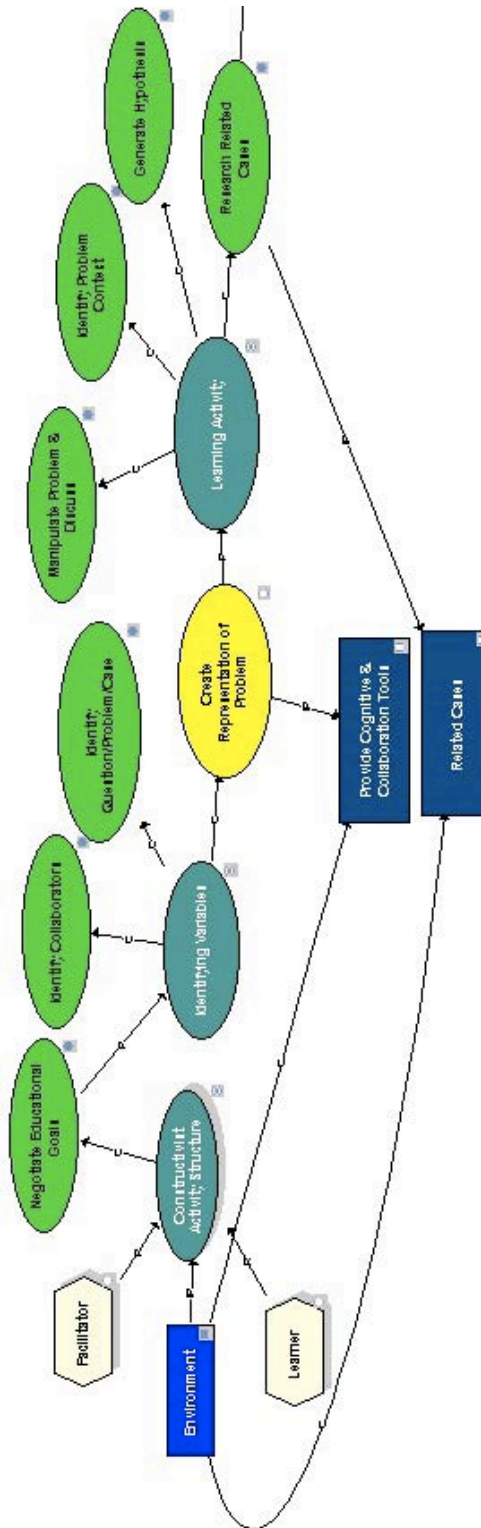 Facilitator
Environment
Learner
Constructivist
Activity Structure
Negotiate Educational
Goals
Identify Collaborators
Identify
Question/Problem/Case
Identifying Variables
Create
Representation of
Problem
Manipulate Problem &
Discuss
Identify Problem
Context
Generate Hypothesis
Learning Activity
Research Related
Cases
Provide Cognitive &
Collaboration Tools
Related Cases